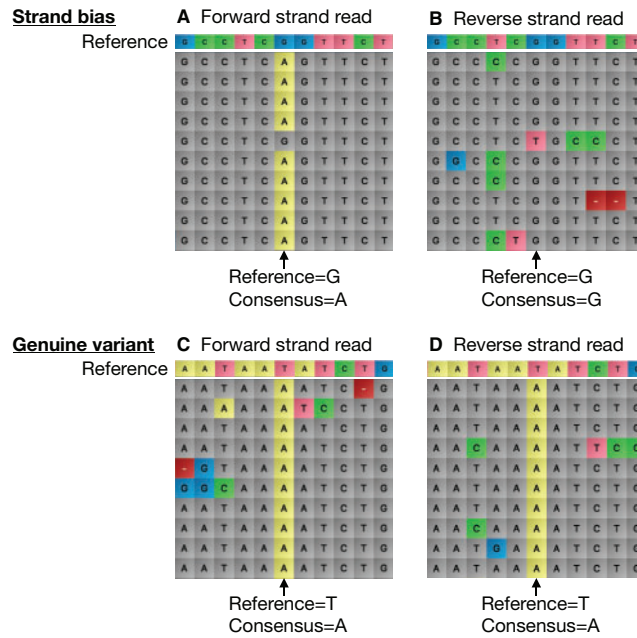 Strand bias
A Forward strand read
B Reverse strand read
Reference
G C C T C G G T T C T
G C C T C G G T T C T
G C C T C A G T T C T
G C C T C A G T T C T
G C C T C A G T T C T
G C C T C A G T T C T
G C C T C G G T T C T
G C C T C A G T T C T
G C C T C A G T T C T
G C C T C A G T T C T
G C C T C A G T T C T
G C C T C A G T T C T
G C C C C G G T T C T
G C C T C G G T T C T
G C C T C G G T T C T
G C C T C G G T T C T
G C C T C T G C C C T
G G C C C G G T T C T
G C C C C G G T T C T
G C C T C G G T - - T
G C C T C G G T T C T
G C C C T G G T T C T
Reference=G
Consensus=A
Reference=G
Consensus=G
Genuine variant
C Forward strand read
D Reverse strand read
Reference
A A T A A T A T C T G
A A T A A T A T C T G
A A T A A A A T C - G
A A A A A A T C C T G
A A T A A A A T C T G
A A T A A A A T C T G
- G T A A A A T C T G
G G C A A A A T C T G
A A T A A A A T C T G
A A T A A A A T C T G
A A T A A A A T C T G
A A T A A A A T C T G
A A T A A A A T C T G
A A T A A A A T C T G
A A T A A A A T C T G
A A C A A A A T T C C
A A T A A A A T C T G
A A T A A A A T C T G
A A T A A A A T C T G
A A C A A A A T C T G
A A T G A A A T C T G
A A T A A A A T C T G
Reference=T
Consensus=A
Reference=T
Consensus=A